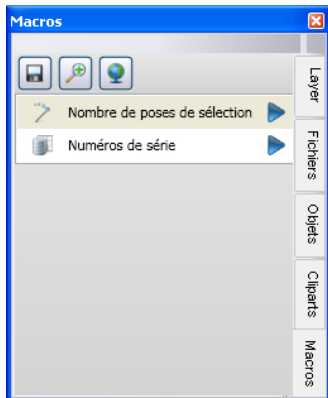 Macros
Nombre de poses de sélection
Numéros de série
Layer
Fichiers
Objets
Cliparts
Macros